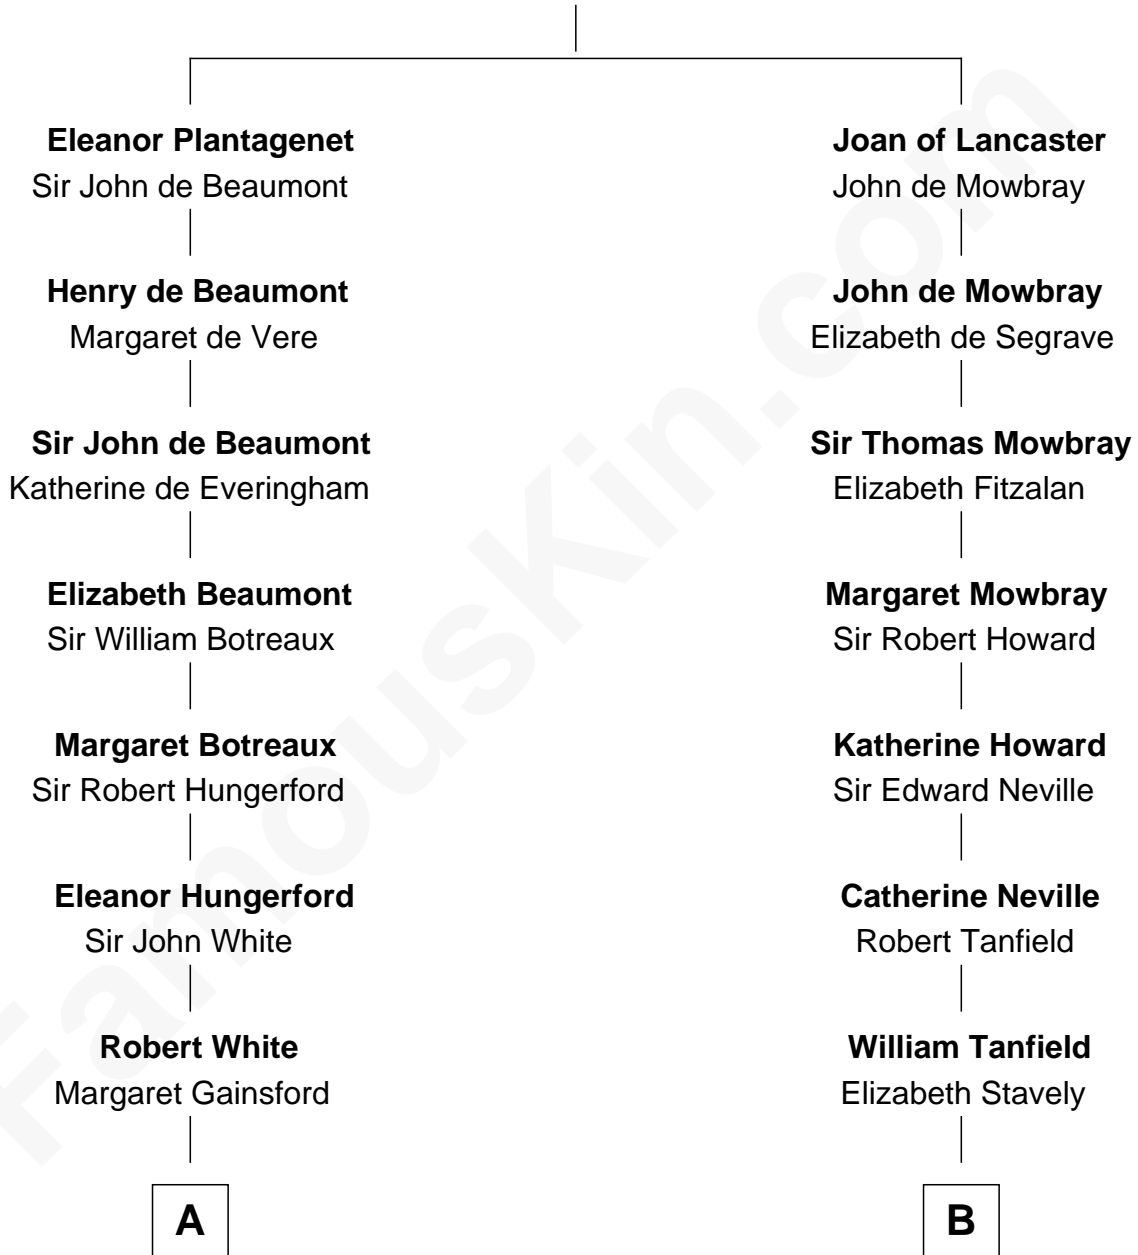 Eleanor Plantagenet
Sir John de Beaumont
Henry de Beaumont
Margaret de Vere
Sir John de Beaumont
Katherine de Everingham
Elizabeth Beaumont
Sir William Botreaux
Margaret Botreaux
Sir Robert Hungerford
Eleanor Hungerford
Sir John White
Robert White
Margaret Gainsford
A
Joan of Lancaster
John de Mowbray
John de Mowbray
Elizabeth de Segrave
Sir Thomas Mowbray
Elizabeth Fitzalan
Margaret Mowbray
Sir Robert Howard
Katherine Howard
Sir Edward Neville
Catherine Neville
Robert Tanfield
William Tanfield
Elizabeth Stavely
B
FamousKin.com